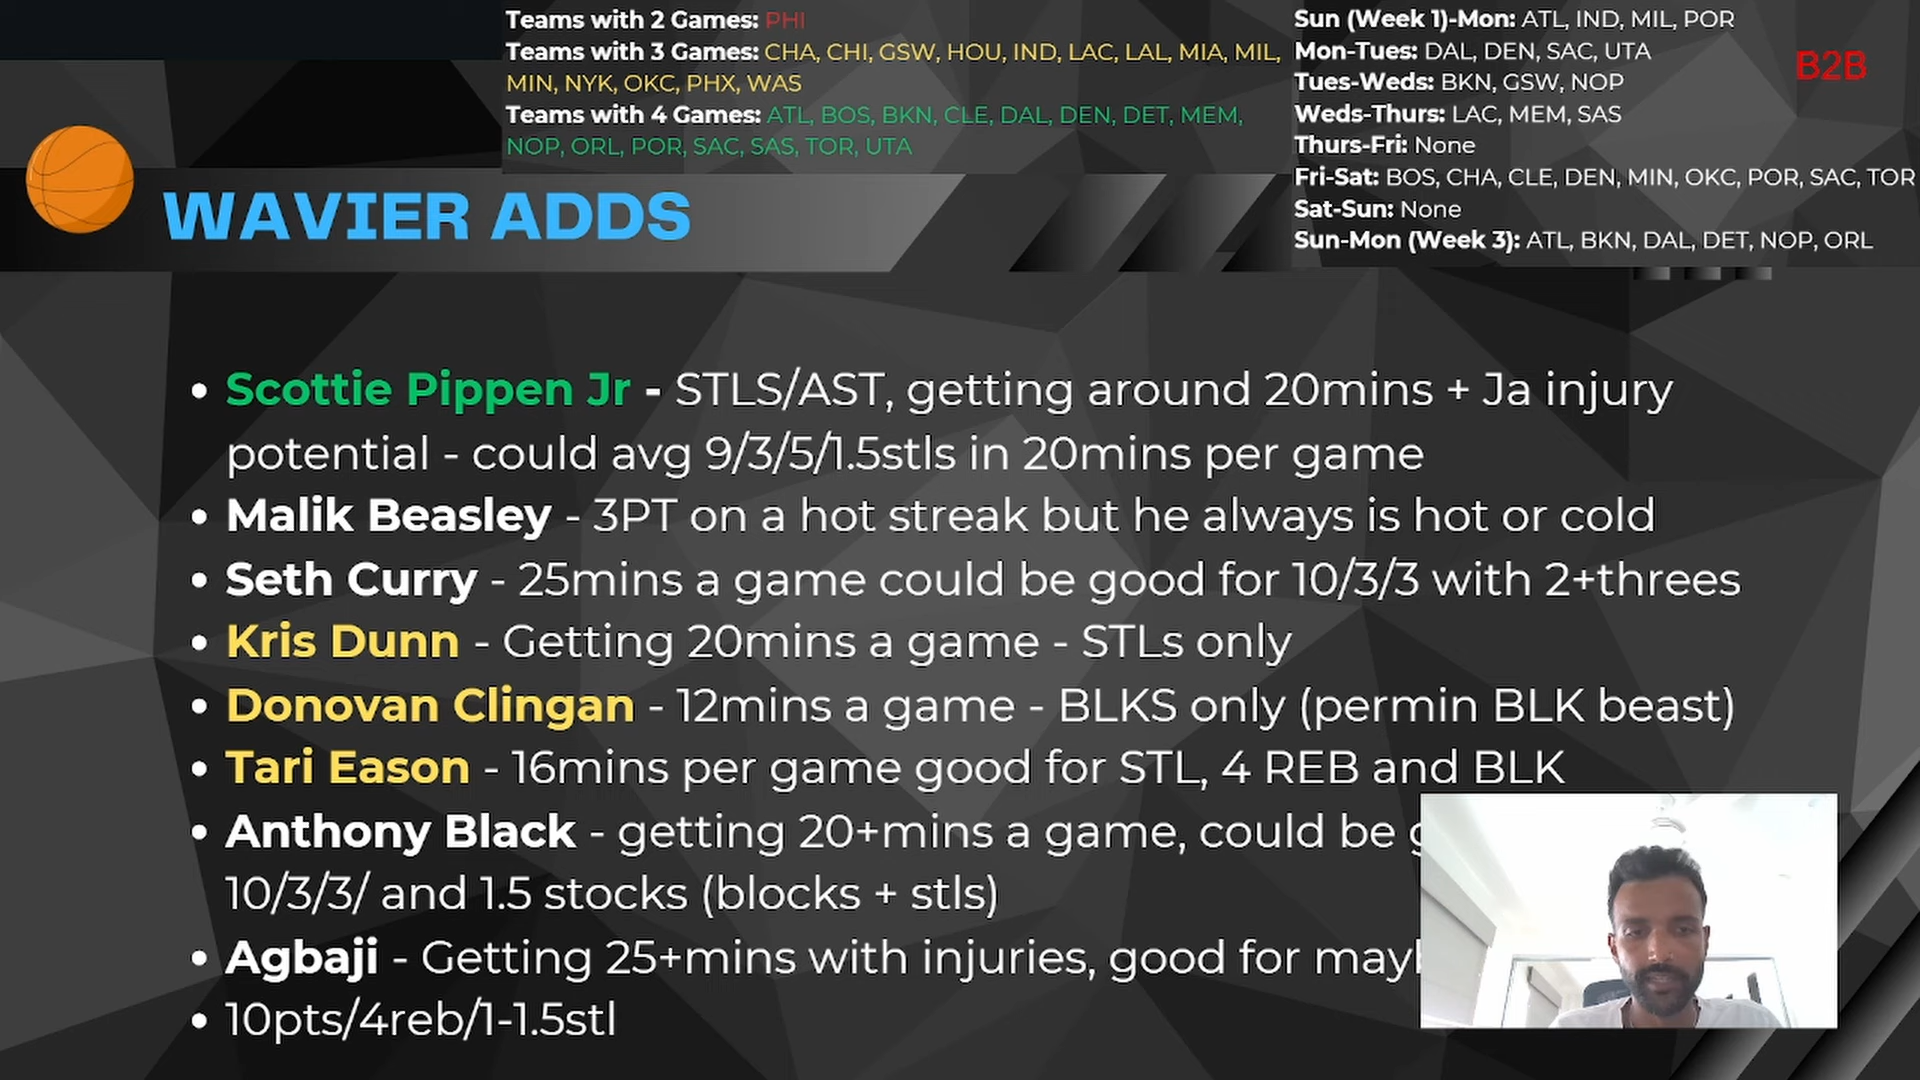 Teams with 2 Games: PHI
Teams with 3 Games: CHA, CHI, GSW, HOU, IND, LAC, LAL, MIA, MIL,
MIN, NYK, OKC, PHX, WAS
Teams with 4 Games: ATL, BOS, BKN, CLE, DAL, DEN, DET, MEM,
NOP, ORL, POR, SAC, SAS, TOR, UTA
Sun (Week 1)-Mon: ATL, IND, MIL, POR
Mon-Tues: DAL, DEN, SAC, UTA
Tues-Weds: BKN, GSW, NOP
Weds-Thurs: LAC, MEM, SAS
Thurs-Fri: None
Fri-Sat: BOS, CHA, CLE, DEN, MIN, OKC, POR, SAC, TOR
Sat-Sun: None
Sun-Mon (Week 3): ATL, BKN, DAL, DET, NOP, ORL
B2B
WAVIER ADDS
• Scottie Pippen Jr - STLS/AST, getting around 20mins + Ja injury
potential - could avg 9/3/5/1.5stls in 20mins per game
• Malik Beasley - 3PT on a hot streak but he always is hot or cold
• Seth Curry - 25mins a game could be good for 10/3/3 with 2+threes
• Kris Dunn - Getting 20mins a game - STLs only
• Donovan Clingan - 12mins a game - BLKS only (permin BLK beast)
• Tari Eason - 16mins per game good for STL, 4 REB and BLK
• Anthony Black - getting 20+mins a game, could be
10/3/3/ and 1.5 stocks (blocks + stls)
• Agbaji - Getting 25+mins with injuries, good for
• 10pts/4reb/1-1.5stl